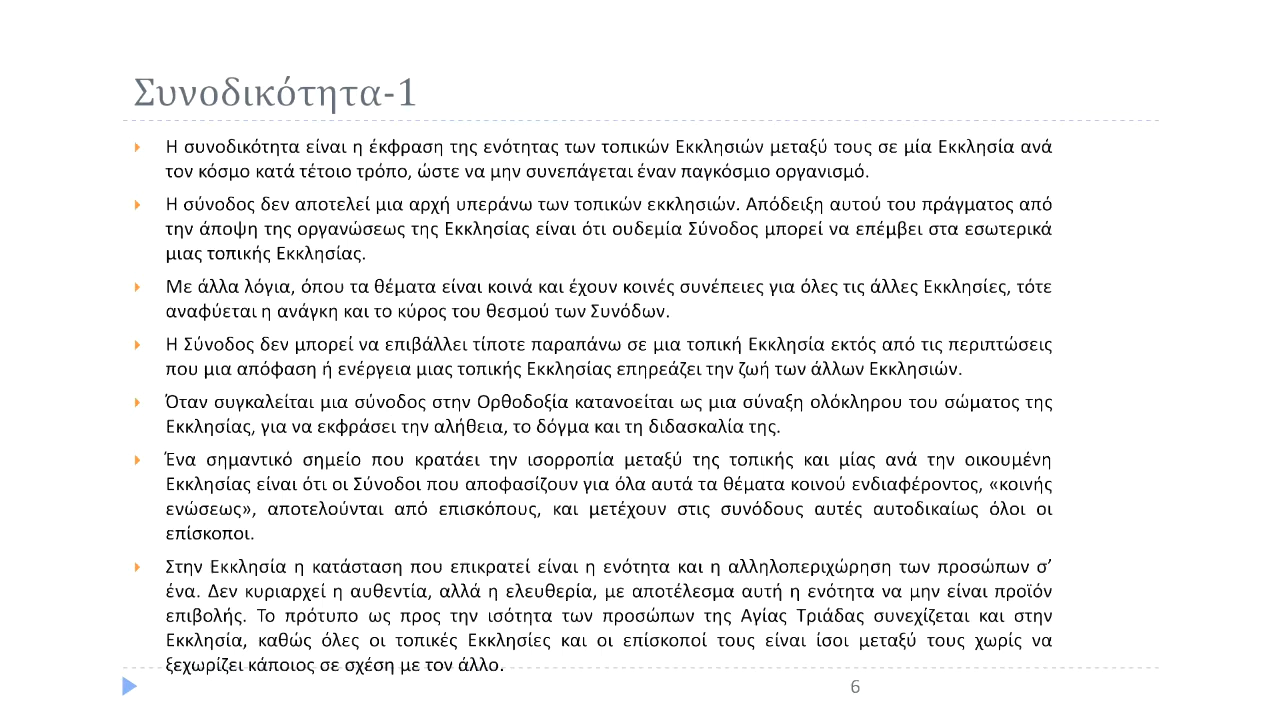 Συνοδικότητα-1
Η συνοδικότητα είναι η έκφραση της ενότητας των τοπικών Εκκλησιών μεταξύ τους σε μία Εκκλησία ανά
τον κόσμο κατά τέτοιο τρόπο, ώστε να μην συνεπάγεται έναν παγκόσμιο οργανισμό.
Η σύνοδος δεν αποτελεί μια αρχή υπεράνω των τοπικών εκκλησιών. Απόδειξη αυτού του πράγματος από
την άποψη της οργανώσεως της Εκκλησίας είναι ότι ουδεμία Σύνοδος μπορεί να επέμβει στα εσωτερικά
μιας τοπικής Εκκλησίας.
Με άλλα λόγια, όπου τα θέματα είναι κοινά και έχουν κοινές συνέπειες για όλες τις άλλες Εκκλησίες, τότε
αναφύεται η ανάγκη και το κύρος του θεσμού των Συνόδων.
Η Σύνοδος δεν μπορεί να επιβάλλει τίποτε παραπάνω σε μια τοπική Εκκλησία εκτός από τις περιπτώσεις
που μια απόφαση ή ενέργεια μιας τοπικής Εκκλησίας επηρεάζει την ζωή των άλλων Εκκλησιών.
Όταν συγκαλείται μια σύνοδος στην Ορθοδοξία κατανοείται ως μια σύναξη ολόκληρου του σώματος της
Εκκλησίας, για να εκφράσει την αλήθεια, το δόγμα και τη διδασκαλία της.
Ένα σημαντικό σημείο που κρατάει την ισορροπία μεταξύ της τοπικής και μίας ανά την οικουμένη
Εκκλησίας είναι ότι οι Σύνοδοι που αποφασίζουν για όλα αυτά τα θέματα κοινού ενδιαφέροντος, «κοινής
ενώσεως», αποτελούνται από επισκόπους, και μετέχουν στις συνόδους αυτές αυτοδικαίως όλοι οι
επίσκοποι.
Στην Εκκλησία η κατάσταση που επικρατεί είναι η ενότητα και η αλληλοπεριχώρηση των προσώπων σ’
ένα. Δεν κυριαρχεί η αυθεντία, αλλά η ελευθερία, με αποτέλεσμα αυτή η ενότητα να μην είναι προϊόν
επιβολής. Το πρότυπο ως προς την ισότητα των προσώπων της Αγίας Τριάδας συνεχίζεται και στην
Εκκλησία, καθώς όλες οι τοπικές Εκκλησίες και οι επίσκοποί τους είναι ίσοι μεταξύ τους χωρίς να
ξεχωρίζει κάποιος σε σχέση με τον άλλο.
6